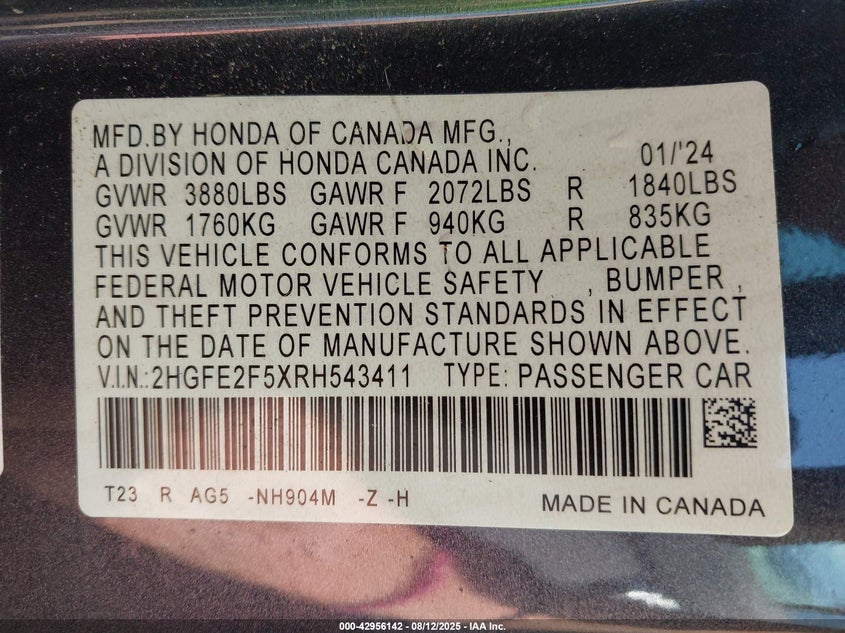 MFD.BY HONDA OF CANADA MFG.,
A DIVISION OF HONDA CANADA INC. 01/'24
GVWR 3880LBS GAWR F 2072LBS R 1840LBS
GVWR 1760KG GAWR F 940KG R 835KG
THIS VEHICLE CONFORMS TO ALL APPLICABLE
FEDERAL MOTOR VEHICLE SAFETY , BUMPER ,
AND THEFT PREVENTION STANDARDS IN EFFECT
ON THE DATE OF MANUFACTURE SHOWN ABOVE.
V.I.N.:2HGFE2F5XRH543411 TYPE: PASSENGER CAR
T23 R AG5 -NH904M -Z -H MADE IN CANADA
000-42956142 - 08/12/2025 - IAA Inc.